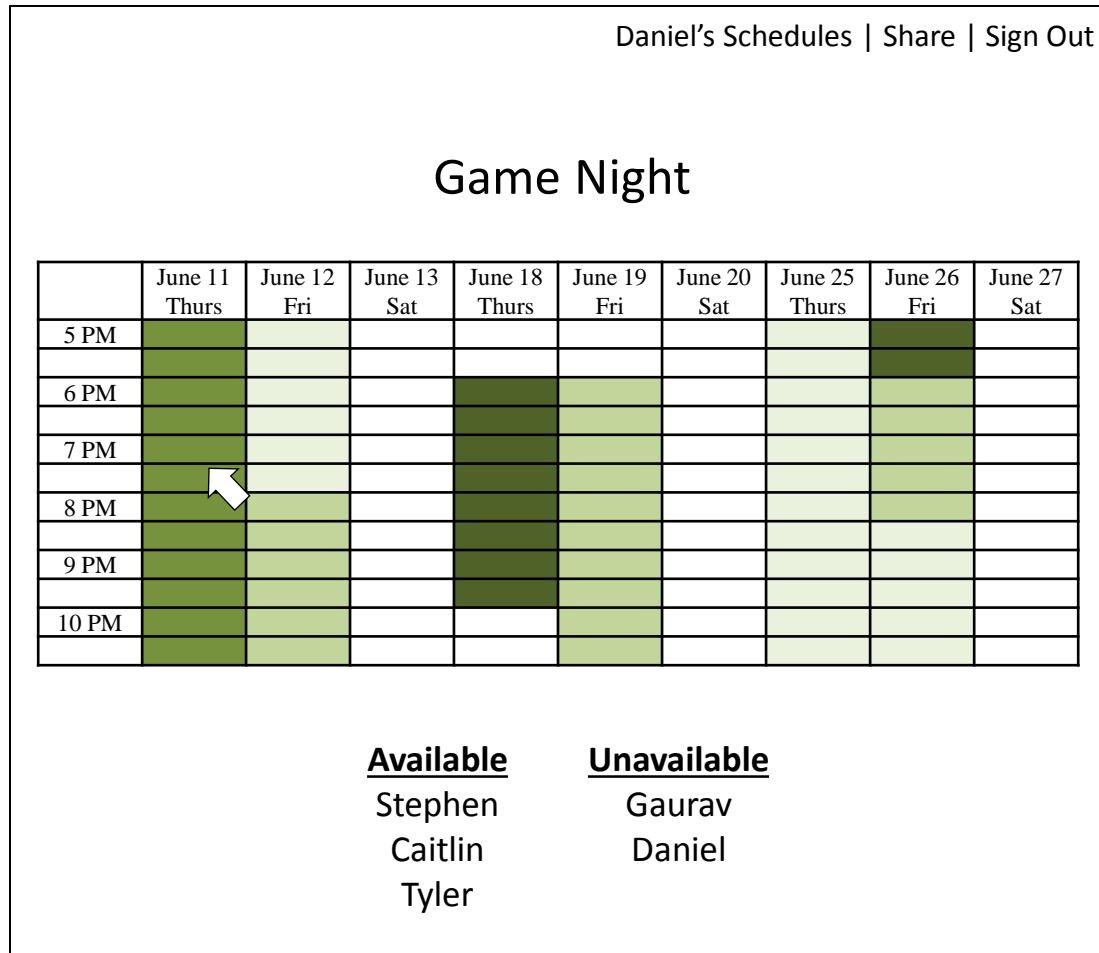 Daniel’s Schedules | Share | Sign Out
Game Night
June 11 June 12 June 13 June 18 June 19 June 20 June 25 June 26 June 27
Thurs Fri Sat Thurs Fri Sat Thurs Fri Sat
5 PM
6 PM
7 PM
8 PM
9 PM
10 PM
Available Unavailable
Stephen Gaurav
Caitlin Daniel
Tyler